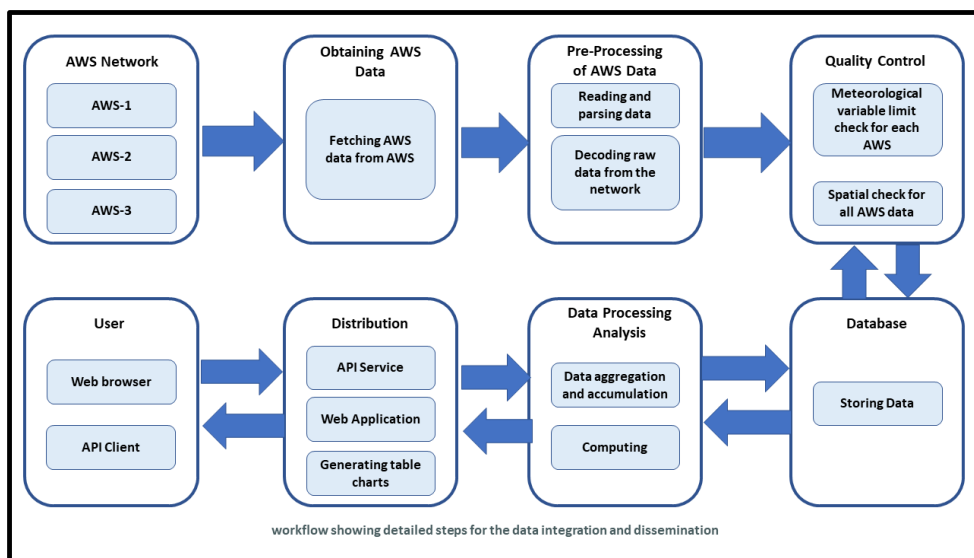 AWS Network
AWS-1
AWS-2
AWS-3
Obtaining AWS
Data
Fetching AWS
data from AWS
Pre-Processing
of AWS Data
Reading and
parsing data
Decoding raw
data from the
network
Quality Control
Meteorological
variable limit
check for each
AWS
Spatial check for
all AWS data
User
Web browser
API Client
Distribution
API Service
Web Application
Generating table
charts
Data Processing
Analysis
Data aggregation
and accumulation
Computing
Database
Storing Data
workflow showing detailed steps for the data integration and dissemination